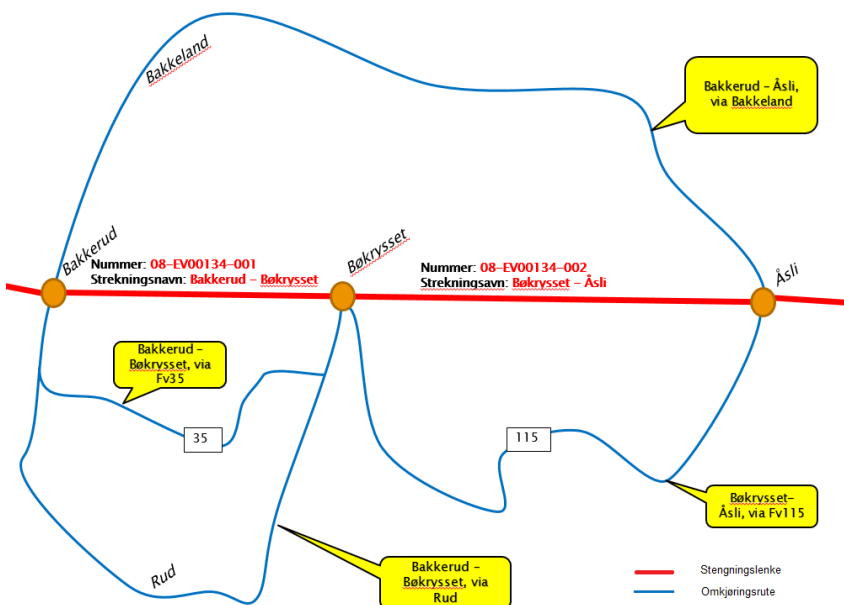 Bakkeland
Bakkerud – Åsli,
via Bakkeland
Bakkerud
Bøkrysset
Åsli
Nummer: 08-EV00134-001
Strekningsnavn: Bakkerud – Bøkrysset
Nummer: 08-EV00134-002
Strekningsavn: Bøkrysset – Åsli
Bakkerud –
Bøkrysset, via
Fv35
35
115
Bøkrysset–
Åsli, via Fv115
Bakkerud –
Bøkrysset, via
Rud
Rud
Stengningslenke
Omkjøringsrute